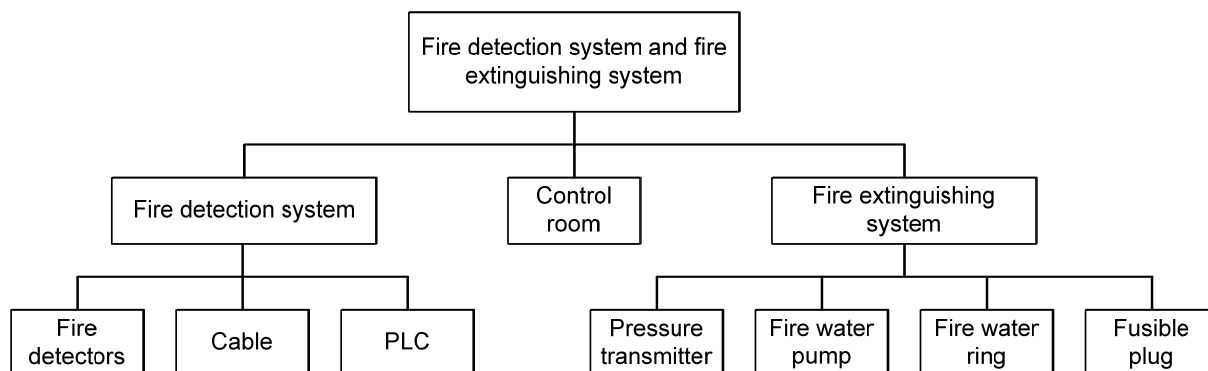 Fire detection system and fire
extinguishing system
Fire detection system
Control
room
Fire extinguishing
system
Fire
detectors
Cable
PLC
Pressure
transmitter
Fire water
pump
Fire water
ring
Fusible
plug